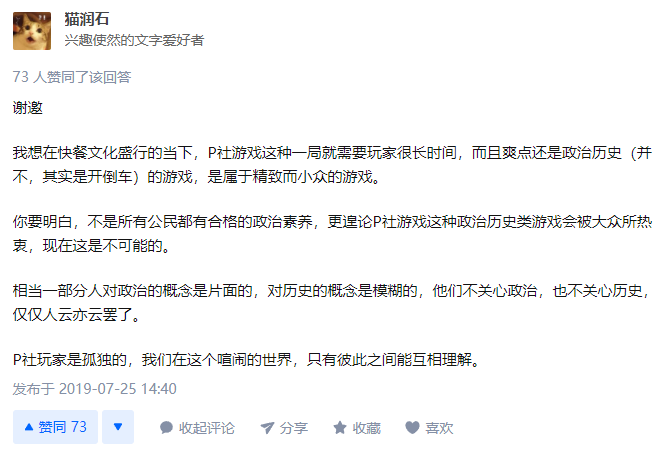 猫润石
兴趣使然的文字爱好者
73 人赞同了该回答
谢邀
我想在快餐文化盛行的当下，P社游戏这种一局就需要玩家很长时间，而且爽点还是政治历史（并
不，其实是开倒车）的游戏，是属于精致而小众的游戏。
你要明白，不是所有公民都有合格的政治素养，更遑论P社游戏这种政治历史类游戏会被大众所热
衷，现在这是不可能的。
相当一部分人对政治的概念是片面的，对历史的概念是模糊的，他们不关心政治，也不关心历史，
仅仅人云亦云罢了。
P社玩家是孤独的，我们在这个喧闹的世界，只有彼此之间能互相理解。
发布于 2019-07-25 14:40
赞同 73 收起评论 分享 收藏 喜欢